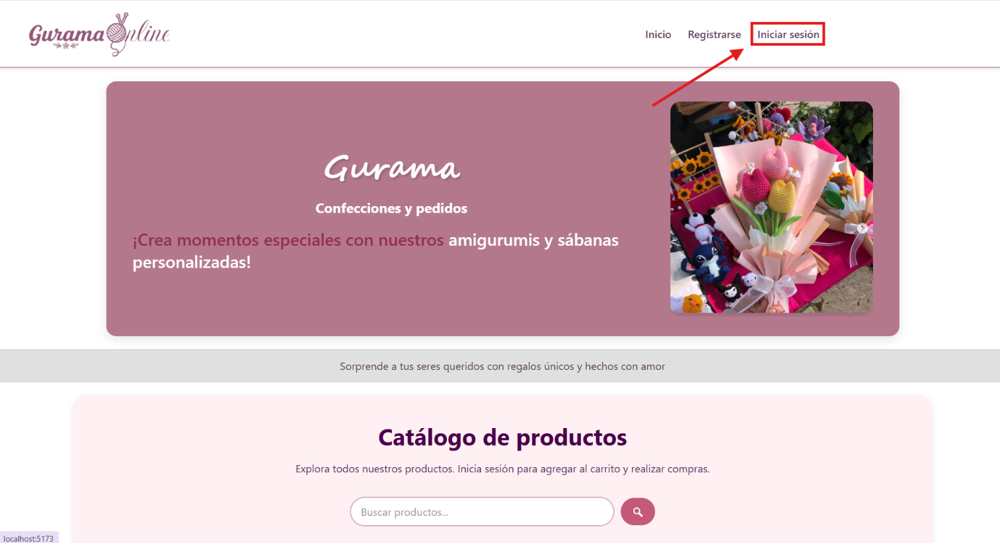 Gurama Online
Inicio
Registrarse
Iniciar sesión
Gurama
Confecciones y pedidos
¡Crea momentos especiales con nuestros amigurumis y sábanas
personalizadas!
Sorprende a tus seres queridos con regalos únicos y hechos con amor
Catálogo de productos
Explora todos nuestros productos. Inicia sesión para agregar al carrito y realizar compras.
Buscar productos...
localhost:5173